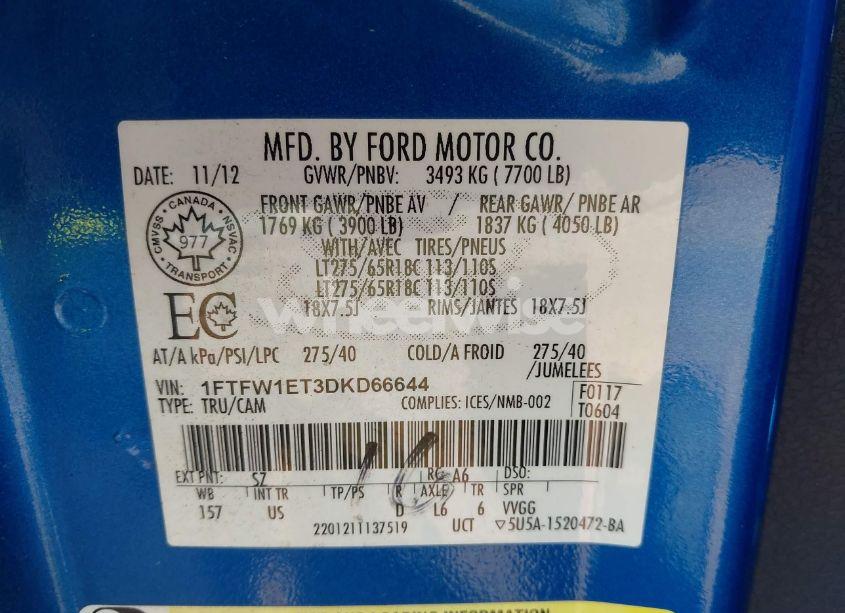 MFD. BY FORD MOTOR CO.
DATE: 11/12 GVWR/PNBV: 3493 KG ( 7700 LB)
FRONT GAWR/PNBE AV / REAR GAWR/ PNBE AR
1769 KG ( 3900 LB) 1837 KG ( 4050 LB)
WITH/AVEC TIRES/PNEUS
LT275/65R18C 113/110S
LT275/65R18C 113/110S
18X7.5J RIMS/JANTES 18X7.5J
CANADA
CMVSS NSVAC
977
TRANSPORT
EC
wheelwise
AT/A kPa/PSI/LPC 275/40 COLD/A FROID 275/40
/JUMELEES
VIN: 1FTFW1ET3DKD66644 F0117
TYPE: TRU/CAM COMPLIES: ICES/NMB-002 T0604
EXT PNT: SZ RC: A6 DSO:
WB INT TR TP/PS R AXLE TR SPR
157 US D L6 6 VVGG
2201211137519 UCT ▽5U5A-1520472-BA
16